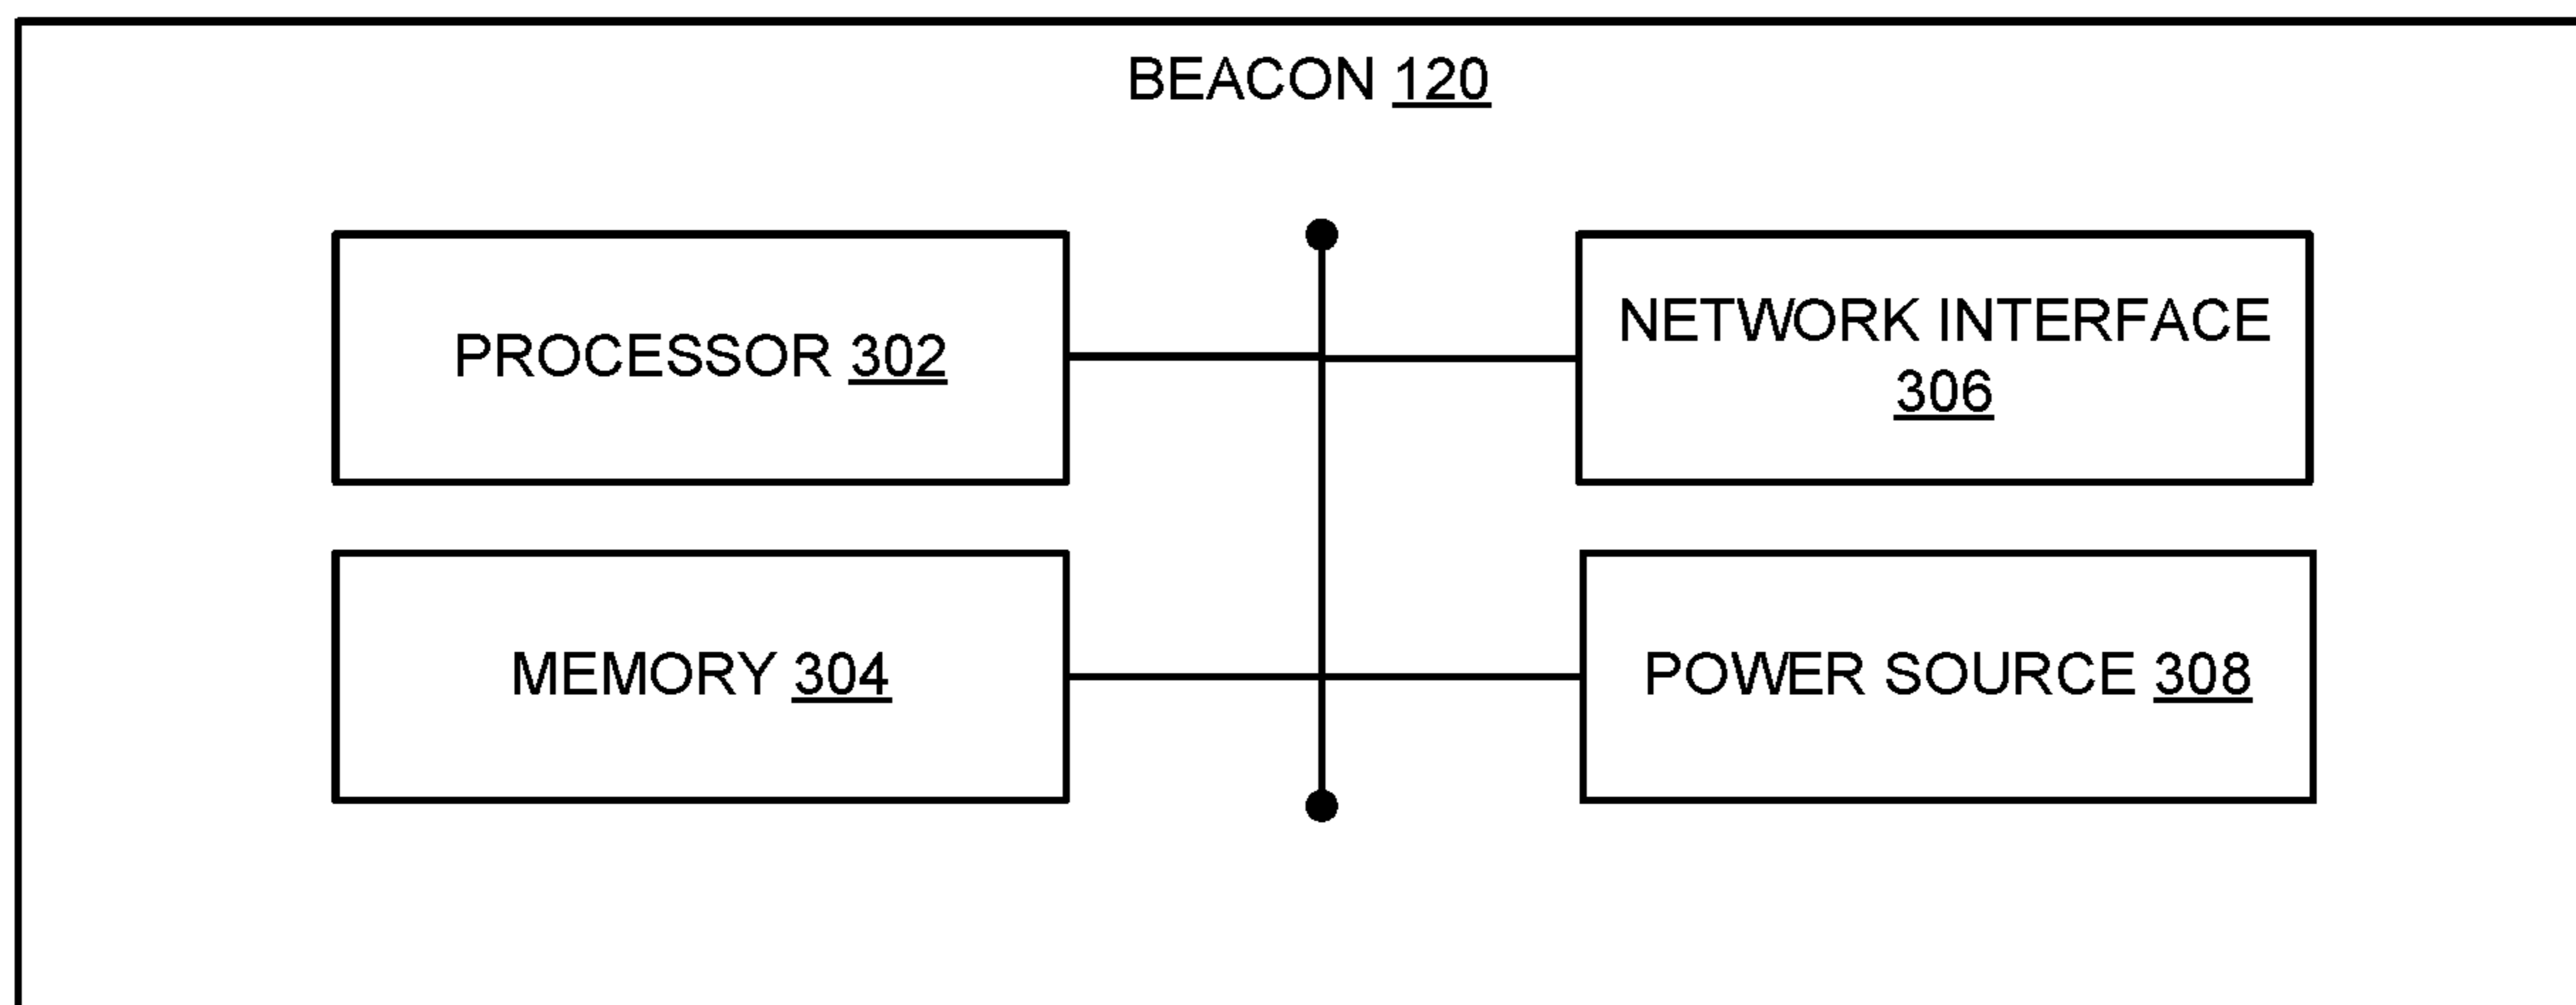 BEACON 120
PROCESSOR 302
NETWORK INTERFACE
306
MEMORY 304
POWER SOURCE 308